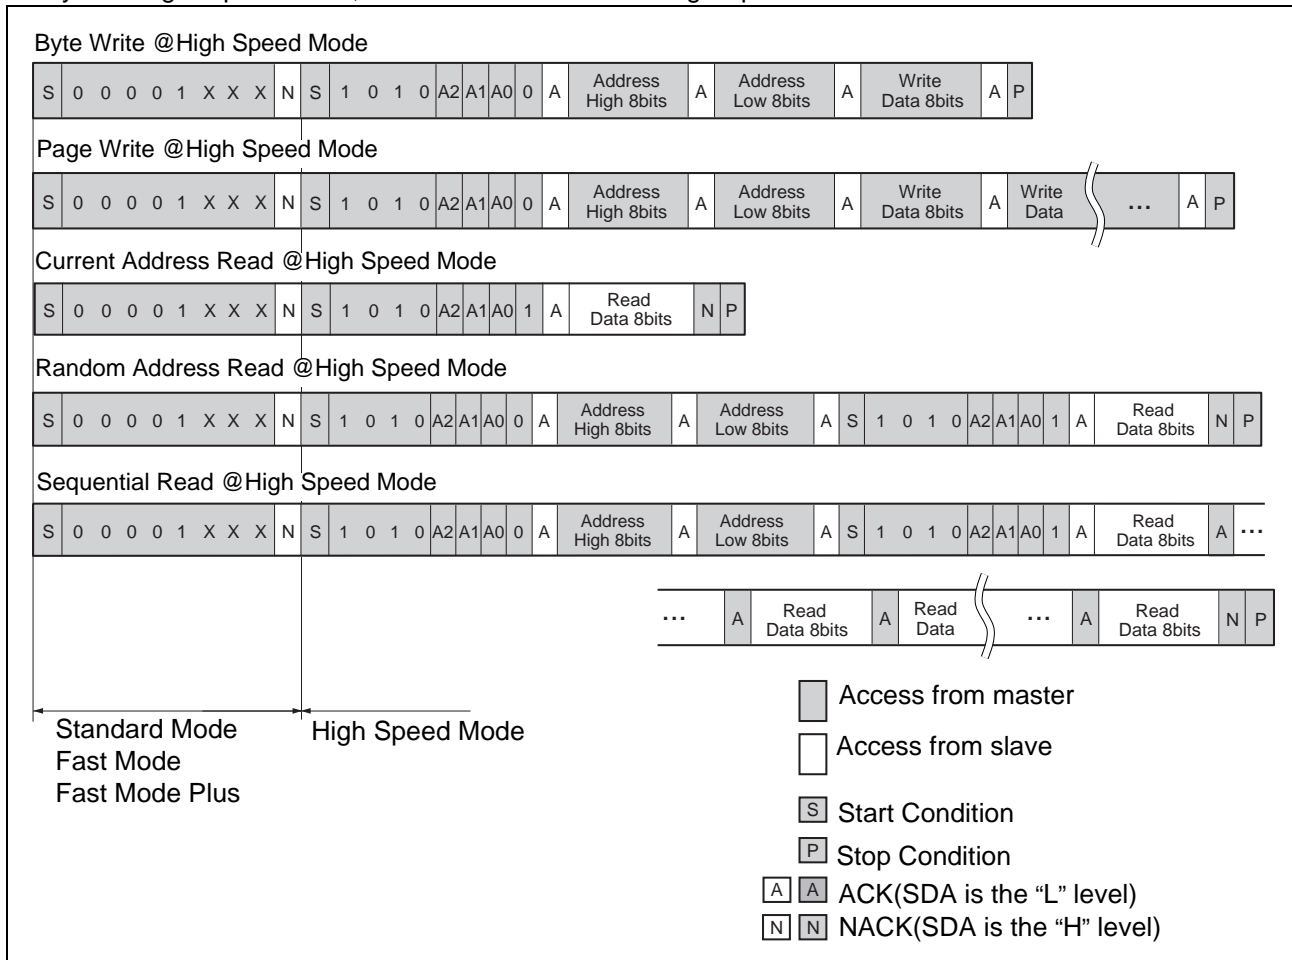 Byte Write @High Speed Mode
S 0 0 0 0 1 X X X N S 1 0 1 0 A2 A1 A0 0 A Address High 8bits A Address Low 8bits A Write Data 8bits A P
Page Write @High Speed Mode
S 0 0 0 0 1 X X X N S 1 0 1 0 A2 A1 A0 0 A Address High 8bits A Address Low 8bits A Write Data 8bits A Write Data ... A P
Current Address Read @High Speed Mode
S 0 0 0 0 1 X X X N S 1 0 1 0 A2 A1 A0 1 A Read Data 8bits N P
Random Address Read @High Speed Mode
S 0 0 0 0 1 X X X N S 1 0 1 0 A2 A1 A0 0 A Address High 8bits A Address Low 8bits A S 1 0 1 0 A2 A1 A0 1 A Read Data 8bits N P
Sequential Read @High Speed Mode
S 0 0 0 0 1 X X X N S 1 0 1 0 A2 A1 A0 0 A Address High 8bits A Address Low 8bits A S 1 0 1 0 A2 A1 A0 1 A Read Data 8bits A ...
... A Read Data 8bits A Read Data ... A Read Data 8bits N P
Standard Mode
Fast Mode
Fast Mode Plus
High Speed Mode
Access from master
Access from slave
S Start Condition
P Stop Condition
A A ACK(SDA is the “L” level)
N N NACK(SDA is the “H” level)